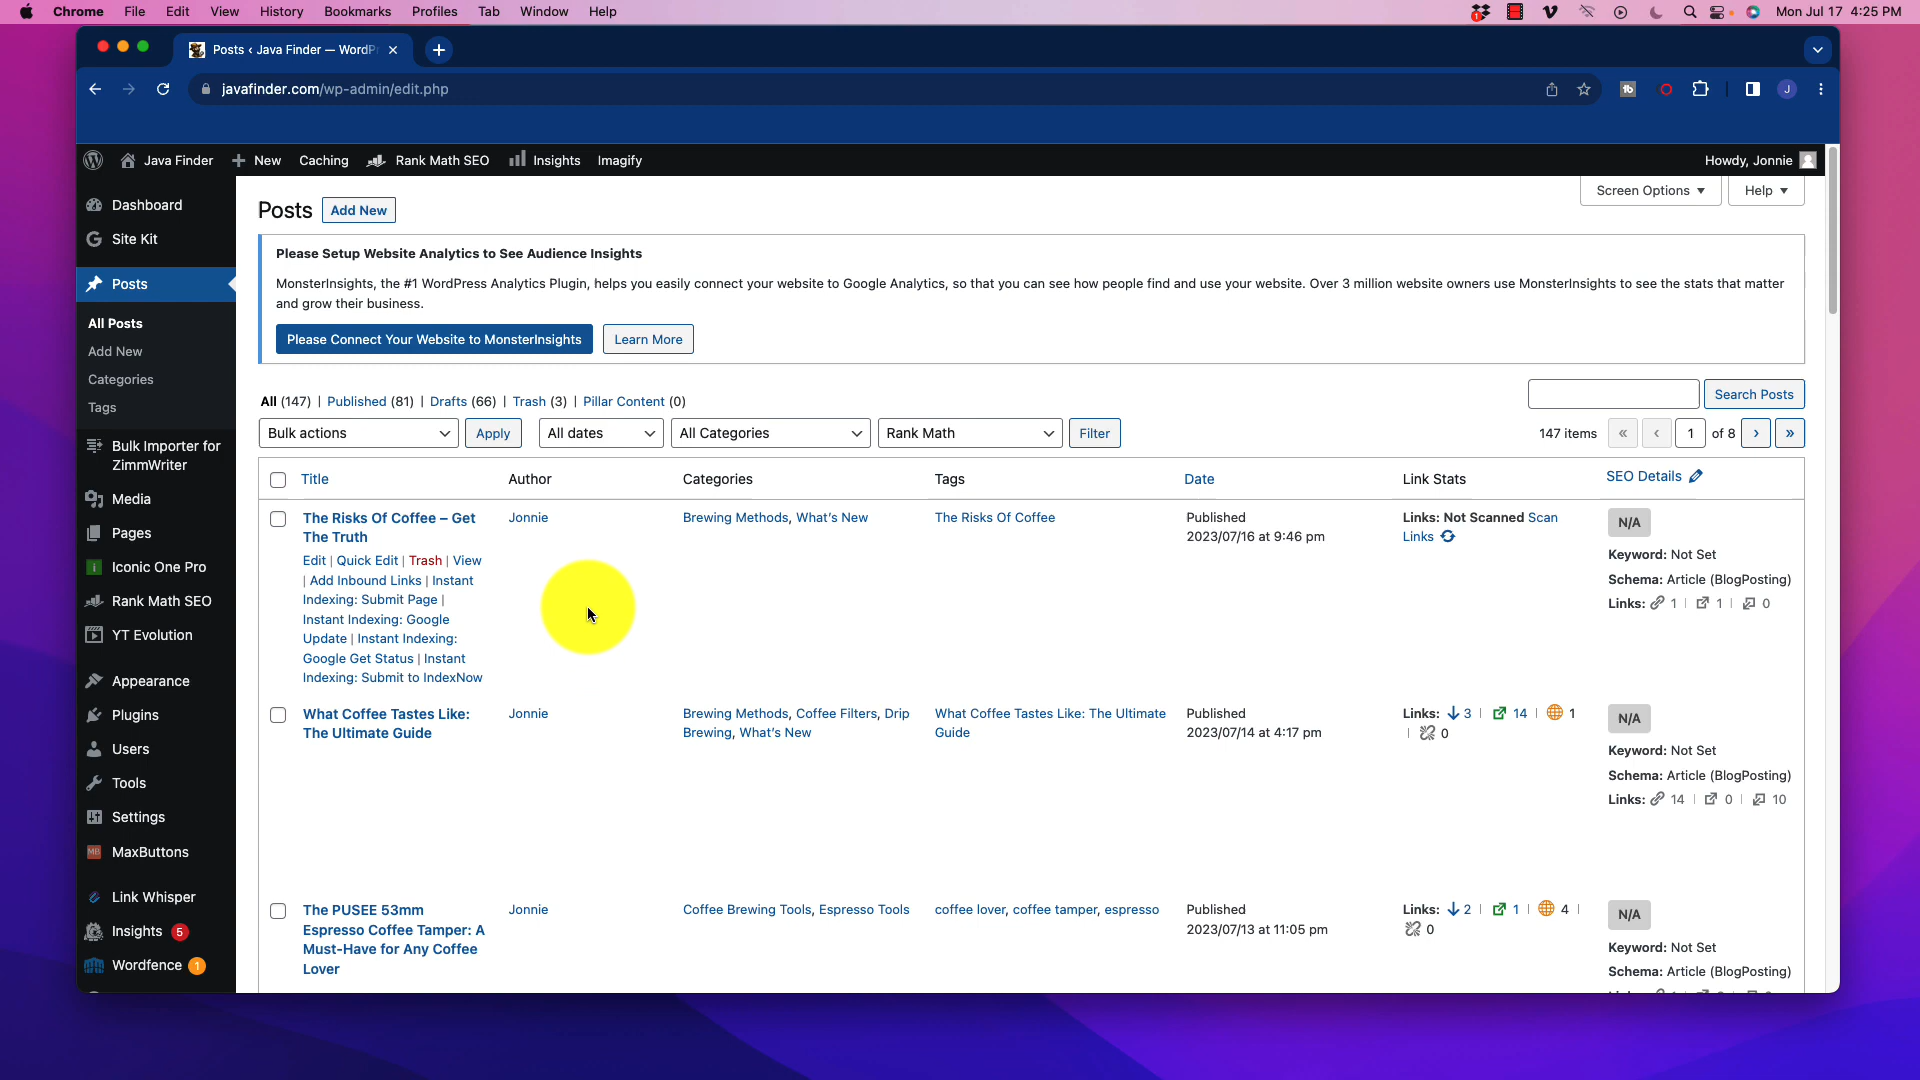 Chrome File Edit View History Bookmarks Profiles Tab Window Help Mon Jul 17 4:25 PM
Posts ‹ Java Finder — WordP
javafinder.com/wp-admin/edit.php
J
Java Finder New Caching Rank Math SEO Insights Imagify Howdy, Jonnie
Dashboard
Site Kit
Posts
All Posts
Add New
Categories
Tags
Bulk Importer for
ZimmWriter
Media
Pages
Iconic One Pro
Rank Math SEO
YT Evolution
Appearance
Plugins
Users
Tools
Settings
MaxButtons
Link Whisper
Insights 5
Wordfence 1
Screen Options Help
Posts Add New
Please Setup Website Analytics to See Audience Insights
MonsterInsights, the #1 WordPress Analytics Plugin, helps you easily connect your website to Google Analytics, so that you can see how people find and use your website. Over 3 million website owners use MonsterInsights to see the stats that matter
and grow their business.
Please Connect Your Website to MonsterInsights Learn More
All (147) | Published (81) | Drafts (66) | Trash (3) | Pillar Content (0) Search Posts
Bulk actions Apply All dates All Categories Rank Math Filter 147 items « ‹ 1 of 8 › »
Title Author Categories Tags Date Link Stats SEO Details
The Risks Of Coffee – Get
The Truth
Edit | Quick Edit | Trash | View
| Add Inbound Links | Instant
Indexing: Submit Page |
Instant Indexing: Google
Update | Instant Indexing:
Google Get Status | Instant
Indexing: Submit to IndexNow
Jonnie
Brewing Methods, What's New
The Risks Of Coffee
Published
2023/07/16 at 9:46 pm
Links: Not Scanned Scan
Links
N/A
Keyword: Not Set
Schema: Article (BlogPosting)
Links: 1 | 1 | 0
What Coffee Tastes Like:
The Ultimate Guide
Jonnie
Brewing Methods, Coffee Filters, Drip
Brewing, What's New
What Coffee Tastes Like: The Ultimate
Guide
Published
2023/07/14 at 4:17 pm
Links: 3 | 14 | 1
| 0
N/A
Keyword: Not Set
Schema: Article (BlogPosting)
Links: 14 | 0 | 10
The PUSEE 53mm
Espresso Coffee Tamper: A
Must-Have for Any Coffee
Lover
Jonnie
Coffee Brewing Tools, Espresso Tools
coffee lover, coffee tamper, espresso
Published
2023/07/13 at 11:05 pm
Links: 2 | 1 | 4 |
0
N/A
Keyword: Not Set
Schema: Article (BlogPosting)